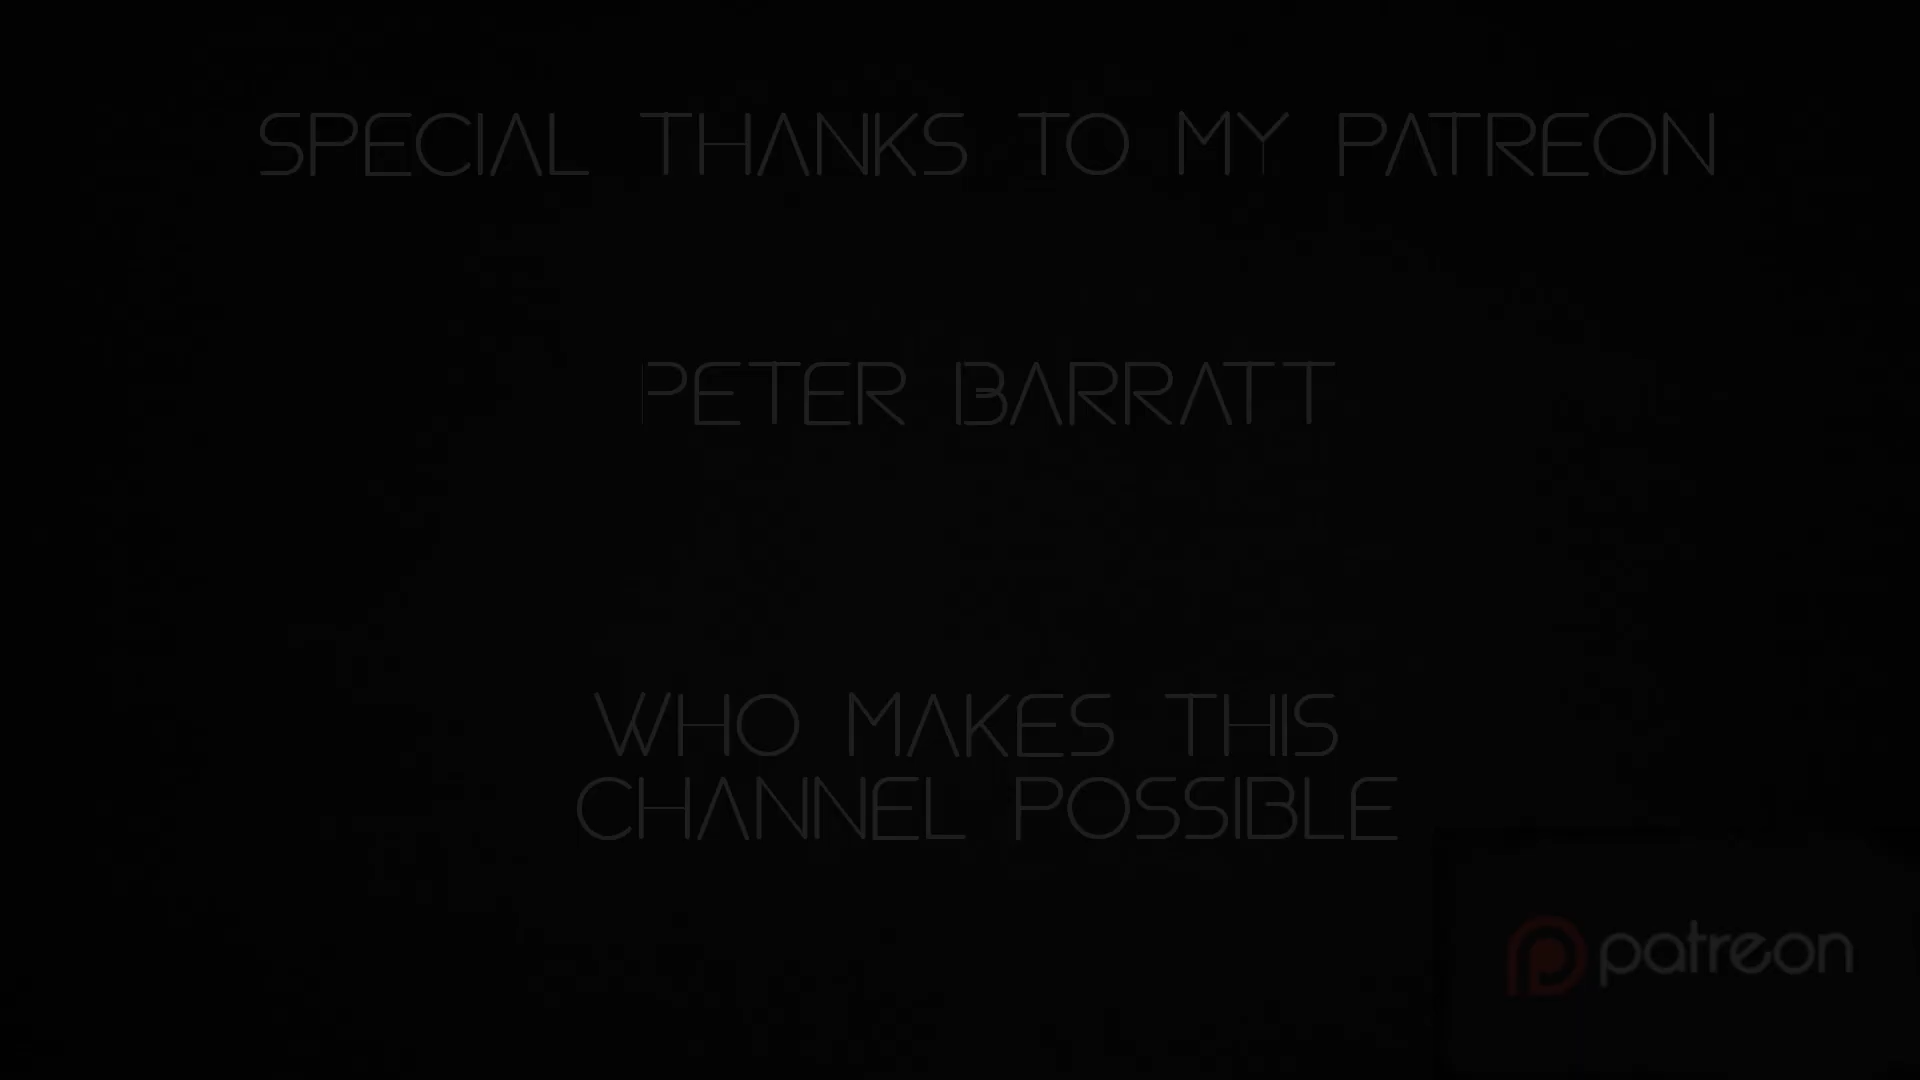 SPECIAL THANKS TO MY PATREON
PETER BARRATT
WHO MAKES THIS
CHANNEL POSSIBLE
patreon